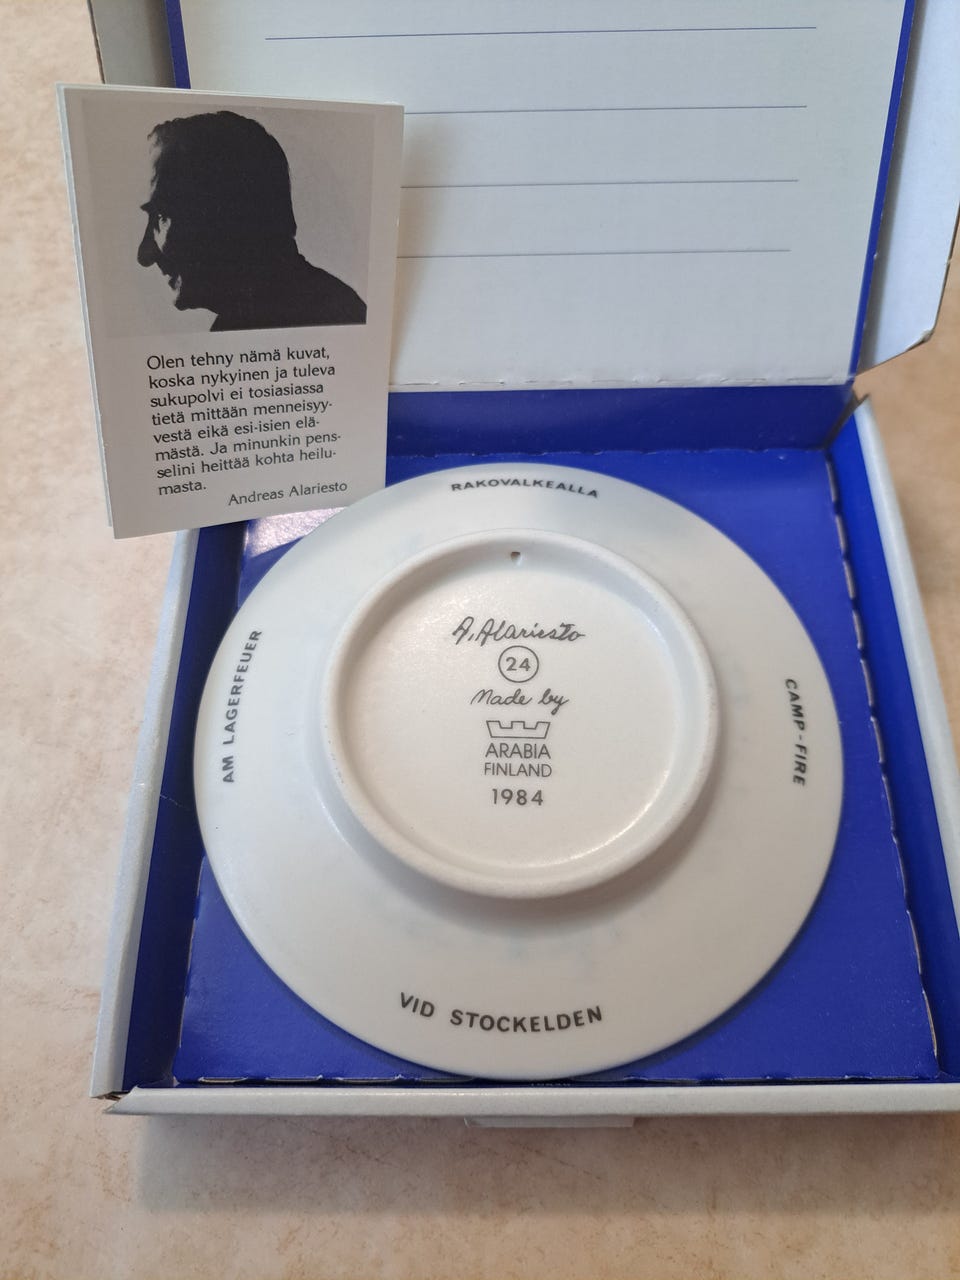 Olen tehny nämä kuvat,
koska nykyinen ja tuleva
sukupolvi ei tosiasiassa
tietä mittään menneisyy-
vestä eikä esi-isien elä-
mästä. Ja minunkin pens-
selini heittää kohta heilu-
masta.
Andreas Alariesto
RAKOVALKEALLA
AM LAGERFEUER
CAMP-FIRE
VID STOCKELDEN
A. Alariesto
24
Made by
ARABIA
FINLAND
1984